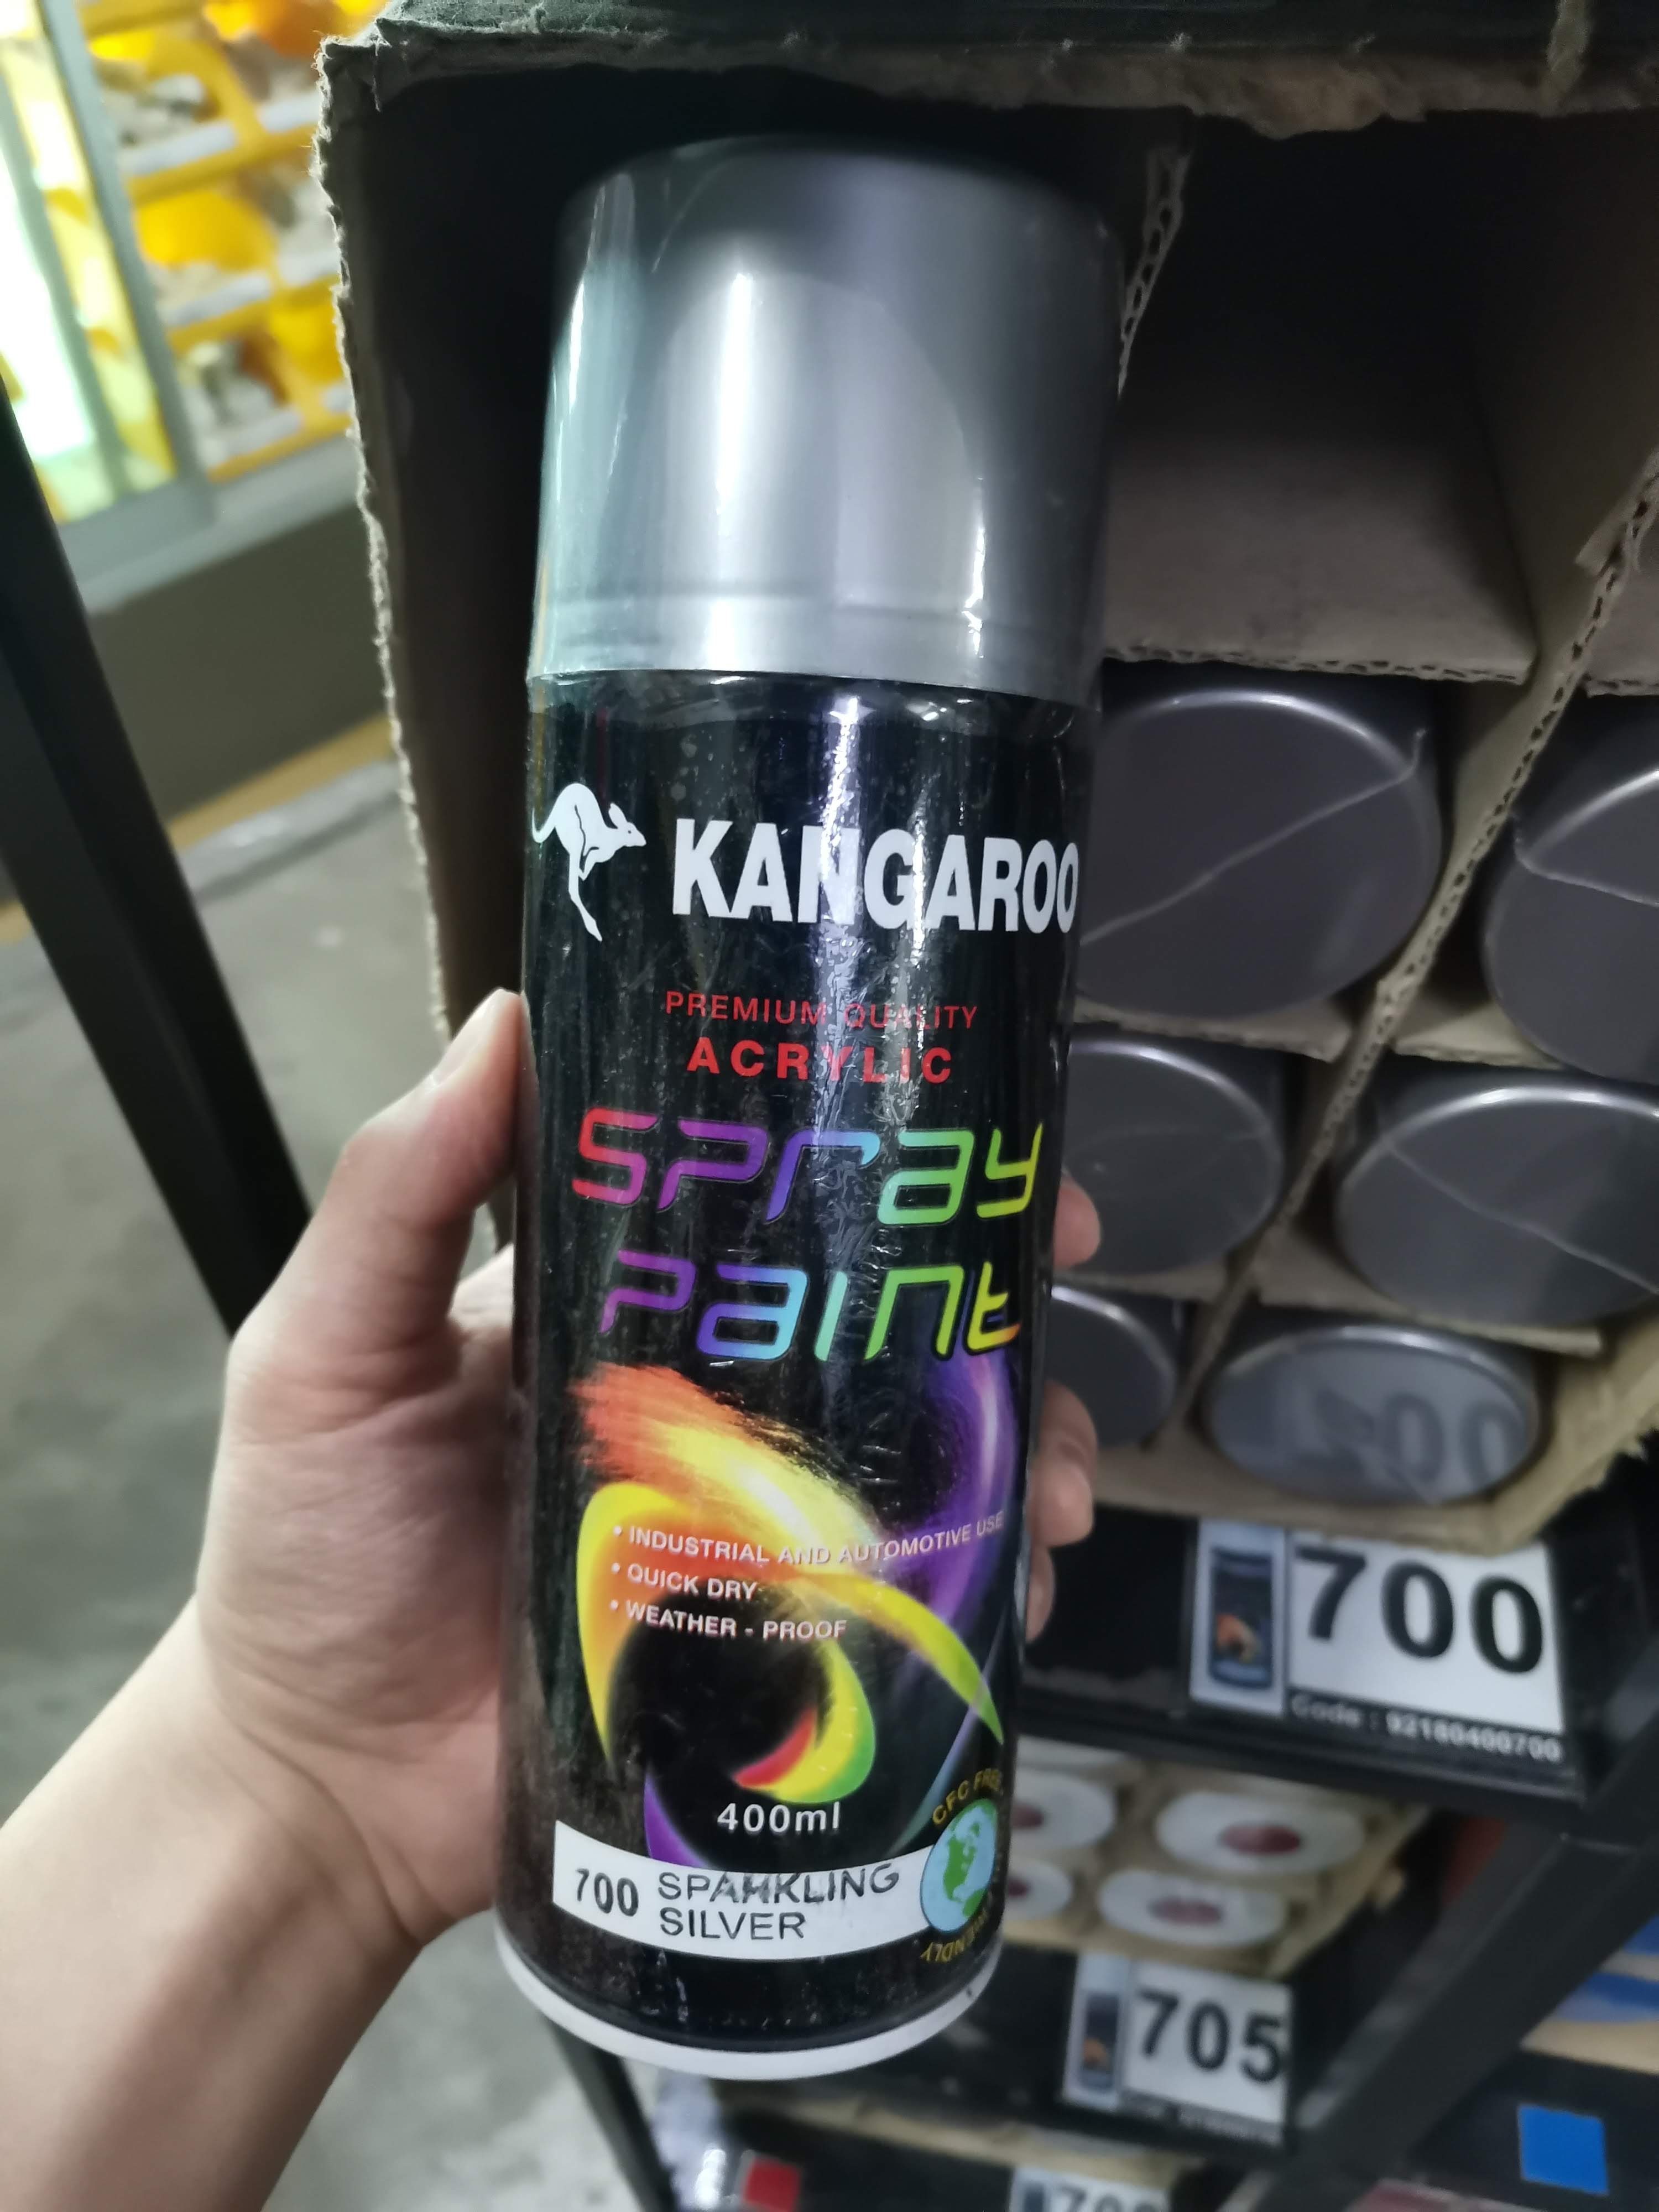 KANGAROO
PREMIUM QUALITY
ACRYLIC
SPraY
PaINt
• INDUSTRIAL AND AUTOMOTIVE USE
• QUICK DRY
• WEATHER - PROOF
400ml
CFC FREE
700 SPARKLING
SILVER
700
Code : 92180400700
705